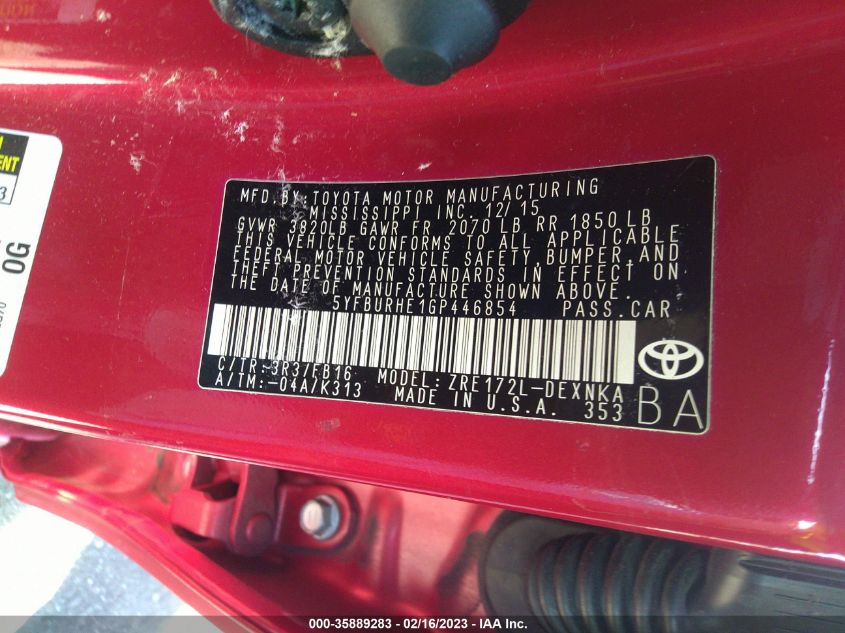 ENT
3
OG
MFD. BY: TOYOTA MOTOR MANUFACTURING
MISSISSIPPI INC. 12/15
GVWR 3820LB GAWR FR 2070 LB RR 1850 LB
THIS VEHICLE CONFORMS TO ALL APPLICABLE
FEDERAL MOTOR VEHICLE SAFETY, BUMPER, AND
THEFT PREVENTION STANDARDS IN EFFECT ON
THE DATE OF MANUFACTURE SHOWN ABOVE.
5YFBURHE1GP446854 PASS. CAR
C/TR: 3R3/FB16 MODEL: ZRE172L-DEXNKA
A/TM: -04A/K313 MADE IN U.S.A. 353
BA
000-35889283 - 02/16/2023 - IAA Inc.